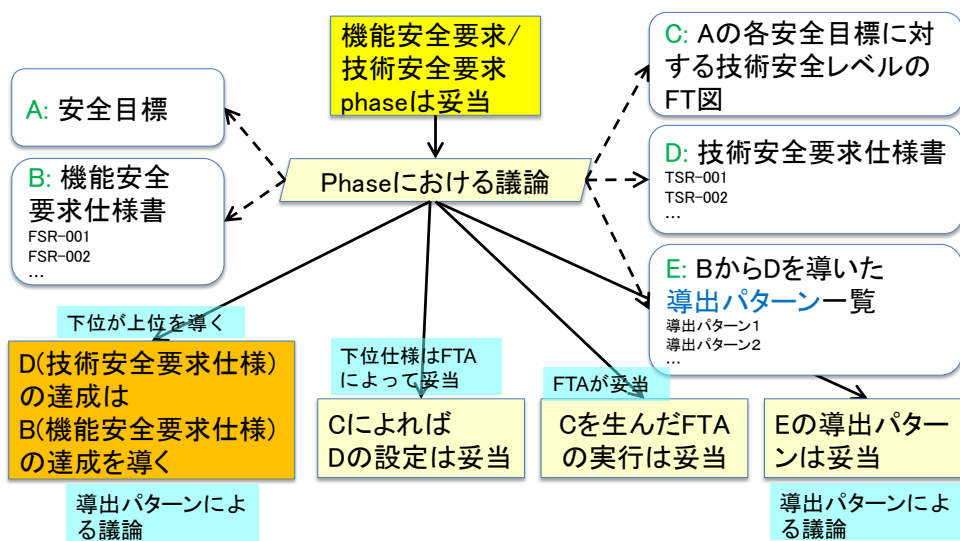 機能安全要求/
技術安全要求
phaseは妥当
A: 安全目標
B: 機能安全
要求仕様書
FSR-001
FSR-002
…
Phaseにおける議論
C: Aの各安全目標に対
する技術安全レベルの
FT図
D: 技術安全要求仕様書
TSR-001
TSR-002
…
E: BからDを導いた
導出パターン一覧
導出パターン1
導出パターン2
…
下位が上位を導く
D(技術安全要求仕様)
の達成は
B(機能安全要求仕様)
の達成を導く
導出パターンによ
る議論
下位仕様はFTA
によって妥当
Cによれば
Dの設定は妥当
FTAが妥当
Cを生んだFTA
の実行は妥当
Eの導出パター
ンは妥当
導出パターンによ
る議論